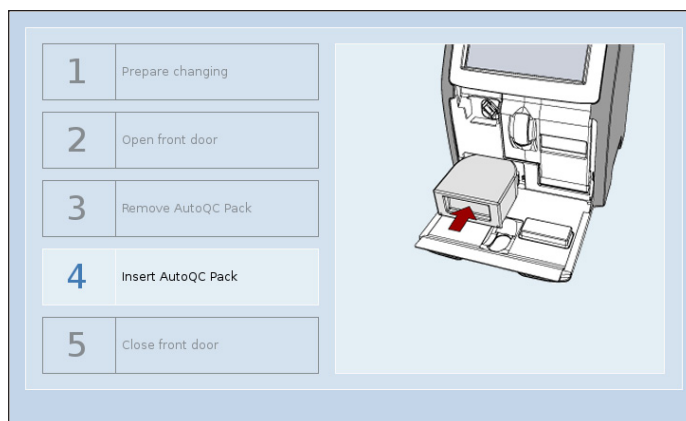 1 Prepare changing
2 Open front door
3 Remove AutoQC Pack
4 Insert AutoQC Pack
5 Close front door